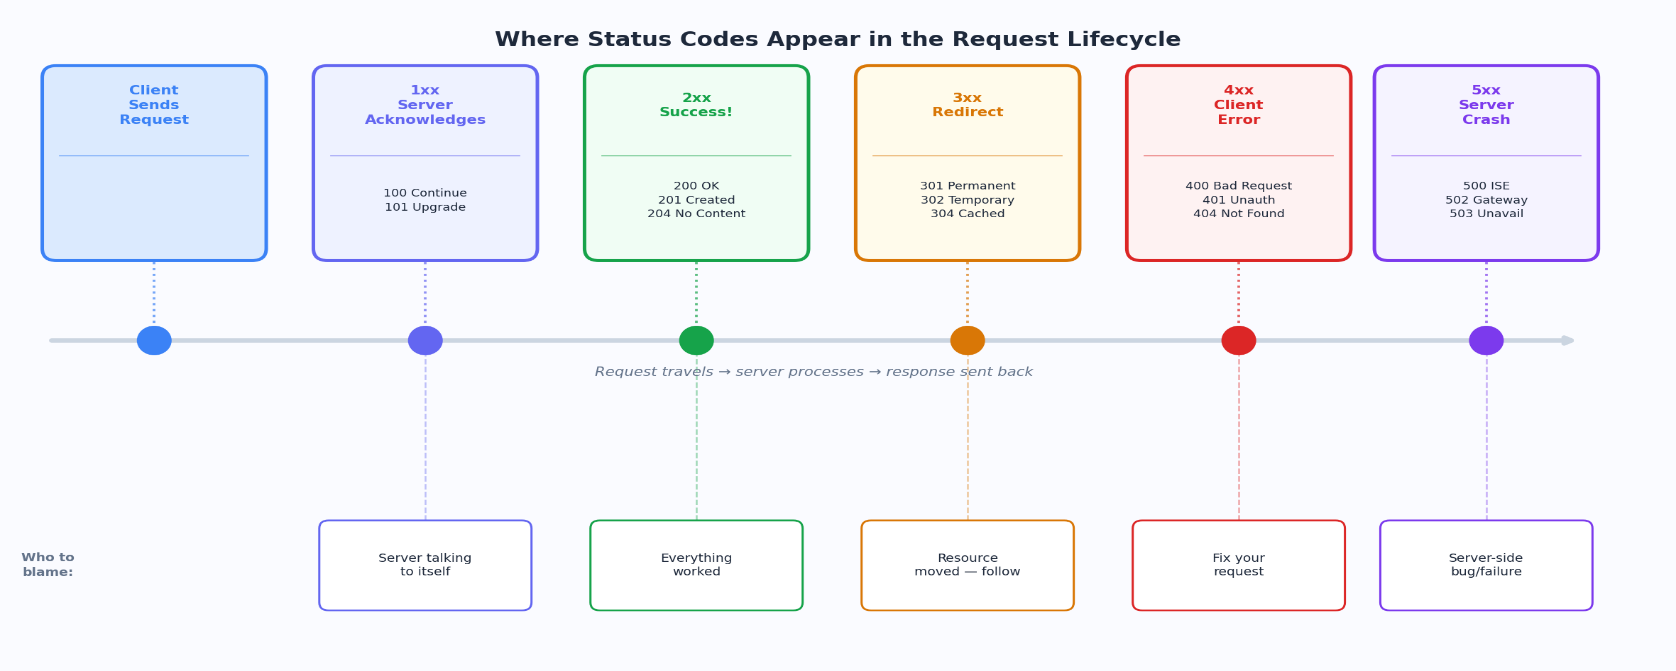 Where Status Codes Appear in the Request Lifecycle
Client
Sends
Request
1xx
Server
Acknowledges
100 Continue
101 Upgrade
2xx
Success!
200 OK
201 Created
204 No Content
3xx
Redirect
301 Permanent
302 Temporary
304 Cached
4xx
Client
Error
400 Bad Request
401 Unauth
404 Not Found
5xx
Server
Crash
500 ISE
502 Gateway
503 Unavail
Request travels → server processes → response sent back
Who to
blame:
Server talking
to itself
Everything
worked
Resource
moved — follow
Fix your
request
Server-side
bug/failure